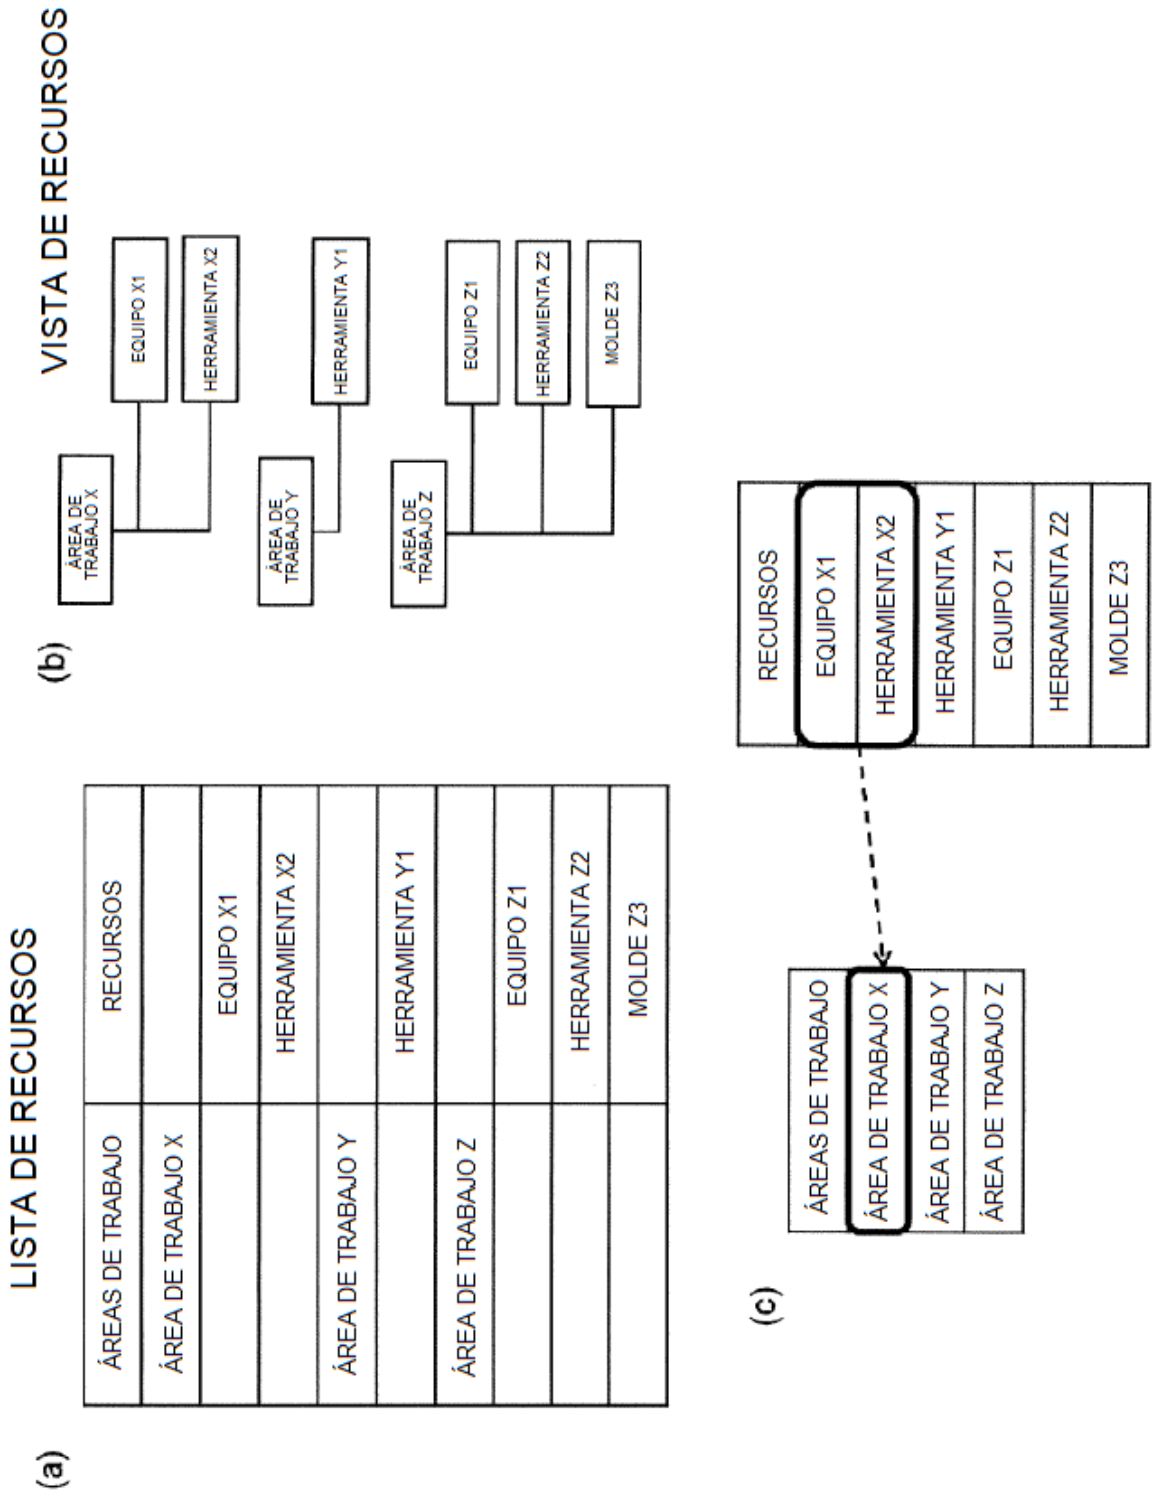 (a)
LISTA DE RECURSOS
ÁREAS DE TRABAJO
RECURSOS
ÁREA DE TRABAJO X
EQUIPO X1
HERRAMIENTA X2
ÁREA DE TRABAJO Y
HERRAMIENTA Y1
ÁREA DE TRABAJO Z
EQUIPO Z1
HERRAMIENTA Z2
MOLDE Z3
(b)
VISTA DE RECURSOS
ÁREA DE
TRABAJO X
EQUIPO X1
HERRAMIENTA X2
ÁREA DE
TRABAJO Y
HERRAMIENTA Y1
ÁREA DE
TRABAJO Z
EQUIPO Z1
HERRAMIENTA Z2
MOLDE Z3
(c)
ÁREAS DE TRABAJO
ÁREA DE TRABAJO X
ÁREA DE TRABAJO Y
ÁREA DE TRABAJO Z
RECURSOS
EQUIPO X1
HERRAMIENTA X2
HERRAMIENTA Y1
EQUIPO Z1
HERRAMIENTA Z2
MOLDE Z3